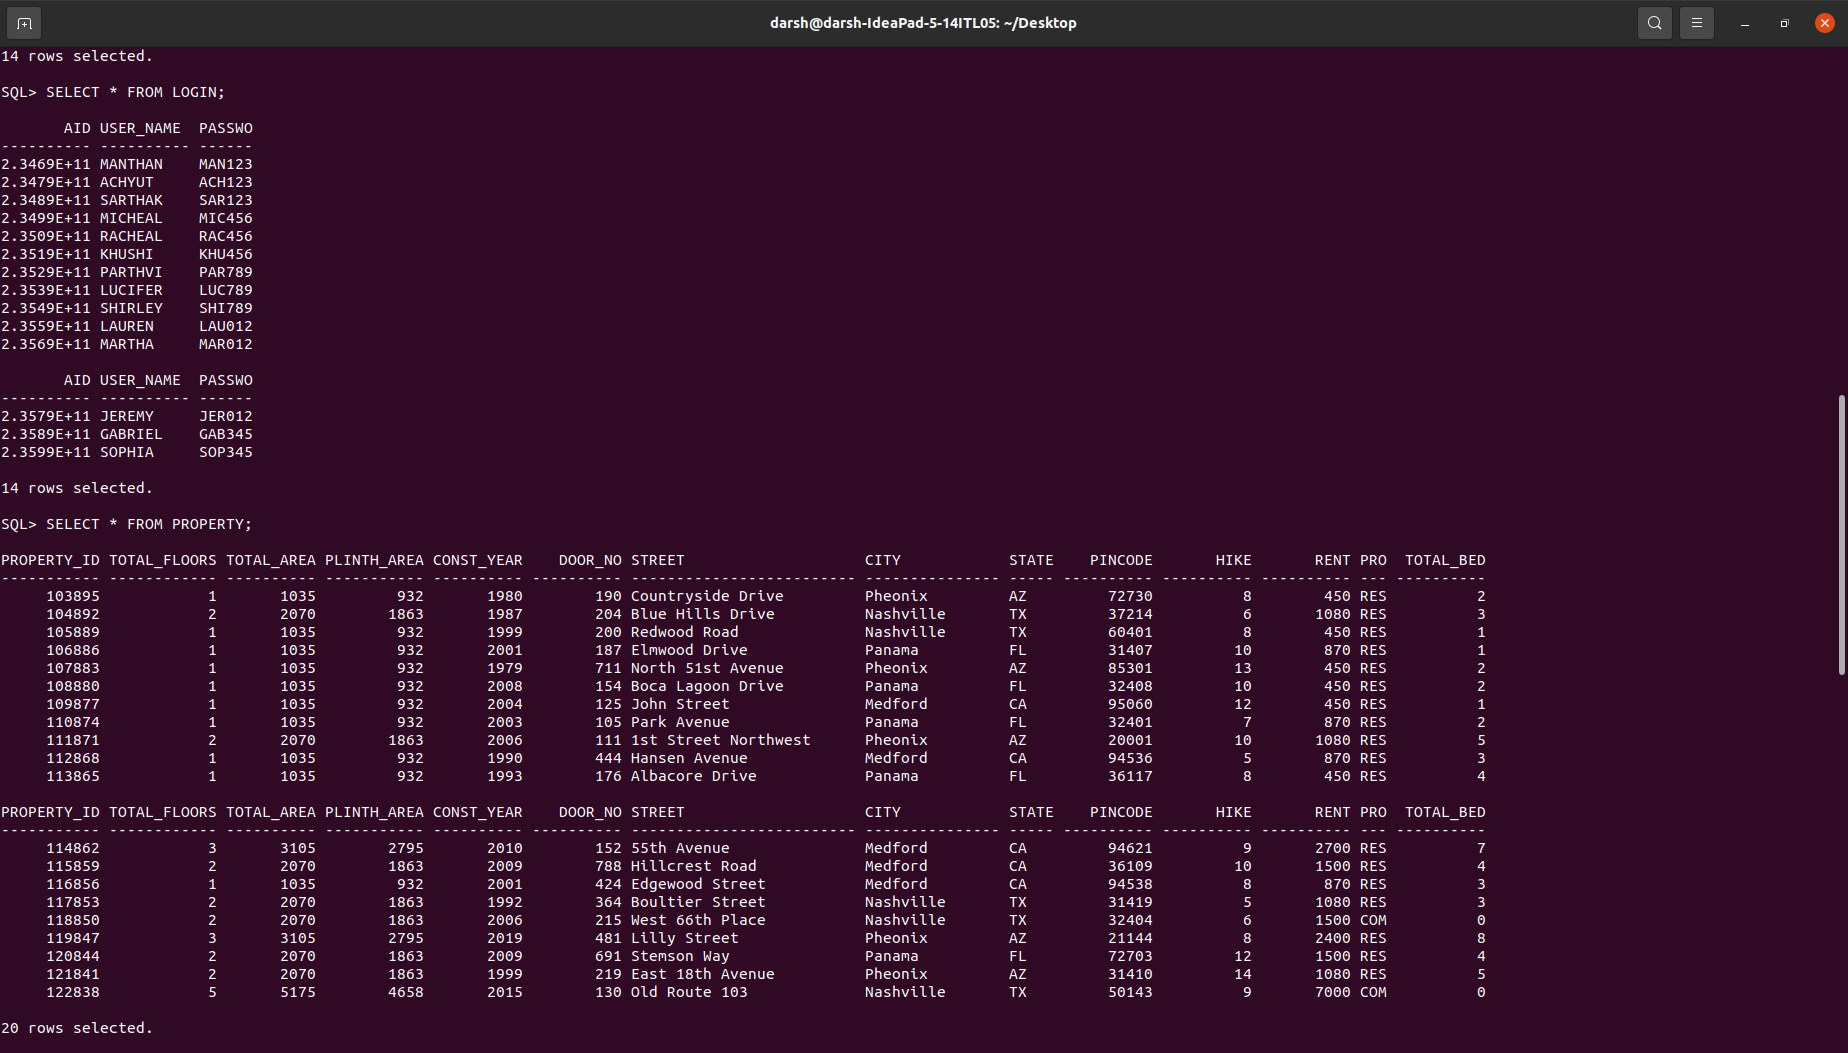 darsh@darsh-IdeaPad-5-14ITL05: ~/Desktop
14 rows selected.
SQL> SELECT * FROM LOGIN;
       AID USER_NAME  PASSWO
---------- ---------- ------
2.3469E+11 MANTHAN    MAN123
2.3479E+11 ACHYUT     ACH123
2.3489E+11 SARTHAK    SAR123
2.3499E+11 MICHEAL    MIC456
2.3509E+11 RACHEAL    RAC456
2.3519E+11 KHUSHI     KHU456
2.3529E+11 PARTHVI    PAR789
2.3539E+11 LUCIFER    LUC789
2.3549E+11 SHIRLEY    SHI789
2.3559E+11 LAUREN     LAU012
2.3569E+11 MARTHA     MAR012
       AID USER_NAME  PASSWO
---------- ---------- ------
2.3579E+11 JEREMY     JER012
2.3589E+11 GABRIEL    GAB345
2.3599E+11 SOPHIA     SOP345
14 rows selected.
SQL> SELECT * FROM PROPERTY;
PROPERTY_ID TOTAL_FLOORS TOTAL_AREA PLINTH_AREA CONST_YEAR    DOOR_NO STREET                    CITY            STATE    PINCODE       HIKE       RENT PRO  TOTAL_BED
----------- ------------ ---------- ----------- ---------- ---------- ------------------------- --------------- ----- ---------- ---------- ---------- --- ----------
     103895            1       1035         932       1980        190 Countryside Drive         Pheonix         AZ         72730          8        450 RES          2
     104892            2       2070        1863       1987        204 Blue Hills Drive          Nashville       TX         37214          6       1080 RES          3
     105889            1       1035         932       1999        200 Redwood Road              Nashville       TX         60401          8        450 RES          1
     106886            1       1035         932       2001        187 Elmwood Drive             Panama          FL         31407         10        870 RES          1
     107883            1       1035         932       1979        711 North 51st Avenue         Pheonix         AZ         85301         13        450 RES          2
     108880            1       1035         932       2008        154 Boca Lagoon Drive         Panama          FL         32408         10        450 RES          2
     109877            1       1035         932       2004        125 John Street               Medford         CA         95060         12        450 RES          1
     110874            1       1035         932       2003        105 Park Avenue               Panama          FL         32401          7        870 RES          2
     111871            2       2070        1863       2006        111 1st Street Northwest      Pheonix         AZ         20001         10       1080 RES          5
     112868            1       1035         932       1990        444 Hansen Avenue             Medford         CA         94536          5        870 RES          3
     113865            1       1035         932       1993        176 Albacore Drive            Panama          FL         36117          8        450 RES          4
PROPERTY_ID TOTAL_FLOORS TOTAL_AREA PLINTH_AREA CONST_YEAR    DOOR_NO STREET                    CITY            STATE    PINCODE       HIKE       RENT PRO  TOTAL_BED
----------- ------------ ---------- ----------- ---------- ---------- ------------------------- --------------- ----- ---------- ---------- ---------- --- ----------
     114862            3       3105        2795       2010        152 55th Avenue               Medford         CA         94621          9       2700 RES          7
     115859            2       2070        1863       2009        788 Hillcrest Road            Medford         CA         36109         10       1500 RES          4
     116856            1       1035         932       2001        424 Edgewood Street           Medford         CA         94538          8        870 RES          3
     117853            2       2070        1863       1992        364 Boultier Street           Nashville       TX         31419          5       1080 RES          3
     118850            2       2070        1863       2006        215 West 66th Place           Nashville       TX         32404          6       1500 COM          0
     119847            3       3105        2795       2019        481 Lilly Street              Pheonix         AZ         21144          8       2400 RES          8
     120844            2       2070        1863       2009        691 Stemson Way               Panama          FL         72703         12       1500 RES          4
     121841            2       2070        1863       1999        219 East 18th Avenue          Pheonix         AZ         31410         14       1080 RES          5
     122838            5       5175        4658       2015        130 Old Route 103             Nashville       TX         50143          9       7000 COM          0
20 rows selected.